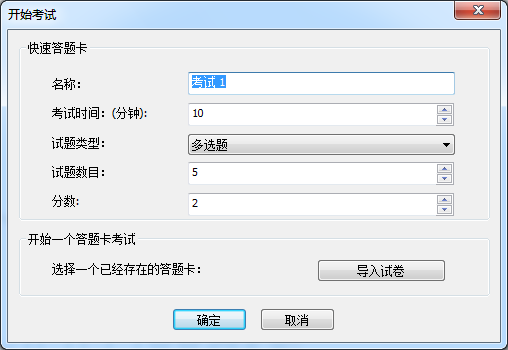 开始考试
快速答题卡
名称：
考试 1
考试时间：(分钟)：
10
试题类型：
多选题
试题数目：
5
分数：
2
开始一个答题卡考试
选择一个已经存在的答题卡：
导入试卷
确定
取消